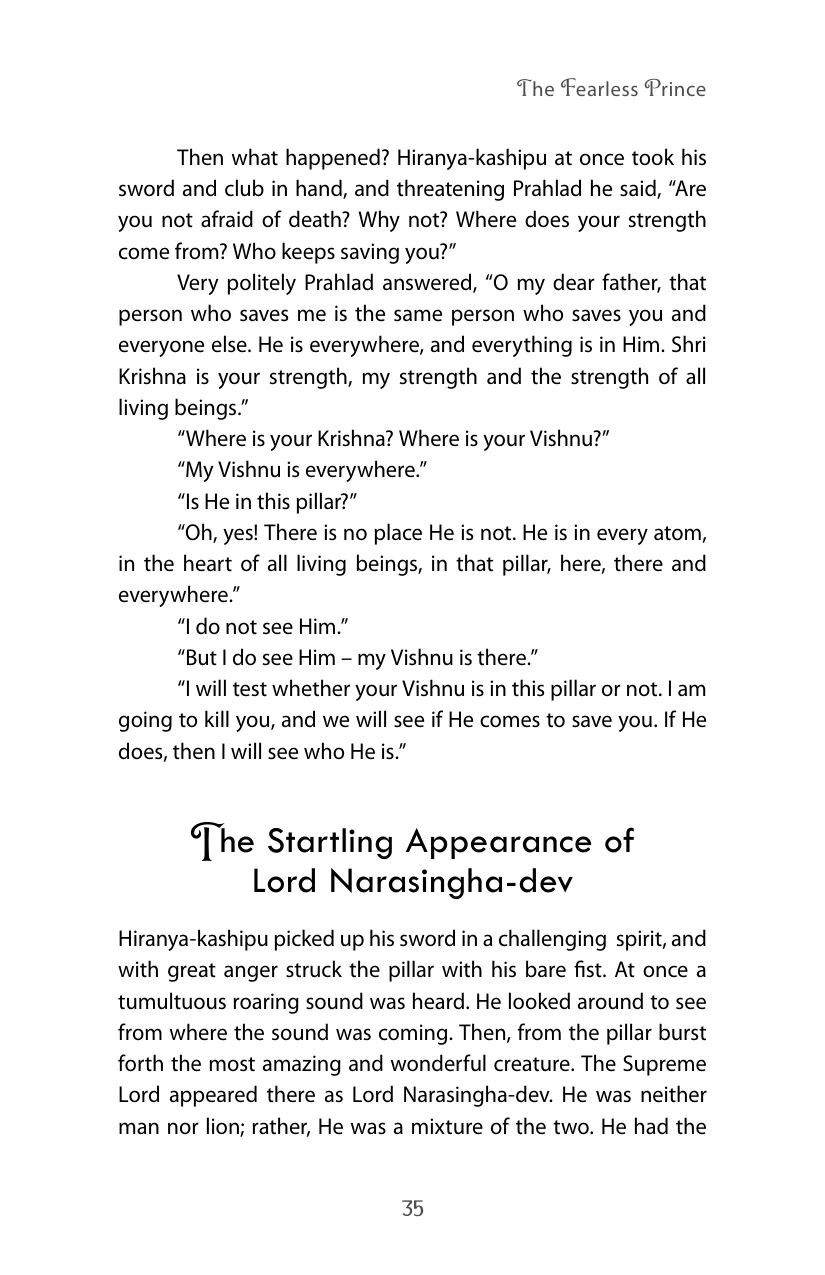 The Fearless Prince
Then what happened? Hiranya-kashipu at once took his
sword and club in hand, and threatening Prahlad he said, “Are
you not afraid of death? Why not? Where does your strength
come from? Who keeps saving you?”
Very politely Prahlad answered, “O my dear father, that
person who saves me is the same person who saves you and
everyone else. He is everywhere, and everything is in Him. Shri
Krishna is your strength, my strength and the strength of all
living beings.”
“Where is your Krishna? Where is your Vishnu?”
“My Vishnu is everywhere.”
“Is He in this pillar?”
“Oh, yes! There is no place He is not. He is in every atom,
in the heart of all living beings, in that pillar, here, there and
everywhere.”
“I do not see Him.”
“But I do see Him – my Vishnu is there.”
“I will test whether your Vishnu is in this pillar or not. I am
going to kill you, and we will see if He comes to save you. If He
does, then I will see who He is.”
The Startling Appearance of
Lord Narasingha-dev
Hiranya-kashipu picked up his sword in a challenging spirit, and
with great anger struck the pillar with his bare fist. At once a
tumultuous roaring sound was heard. He looked around to see
from where the sound was coming. Then, from the pillar burst
forth the most amazing and wonderful creature. The Supreme
Lord appeared there as Lord Narasingha-dev. He was neither
man nor lion; rather, He was a mixture of the two. He had the
35